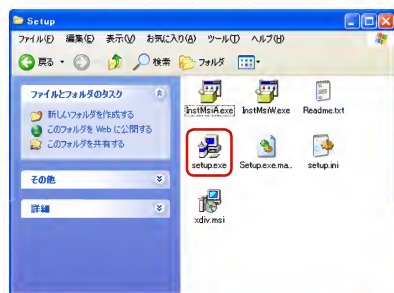 Setup
ファイル(F) 編集(E) 表示(V) お気に入り(A) ツール(T) ヘルプ(H)
戻る 検索 フォルダ
ファイルとフォルダのタスク
新しいフォルダを作成する
このフォルダを Web に公開する
このフォルダを共有する
その他
詳細
InstMsiA.exe InstMsiW.exe Readme.txt
setup.exe Setup.exe.ma... setup.ini
xdiv.msi